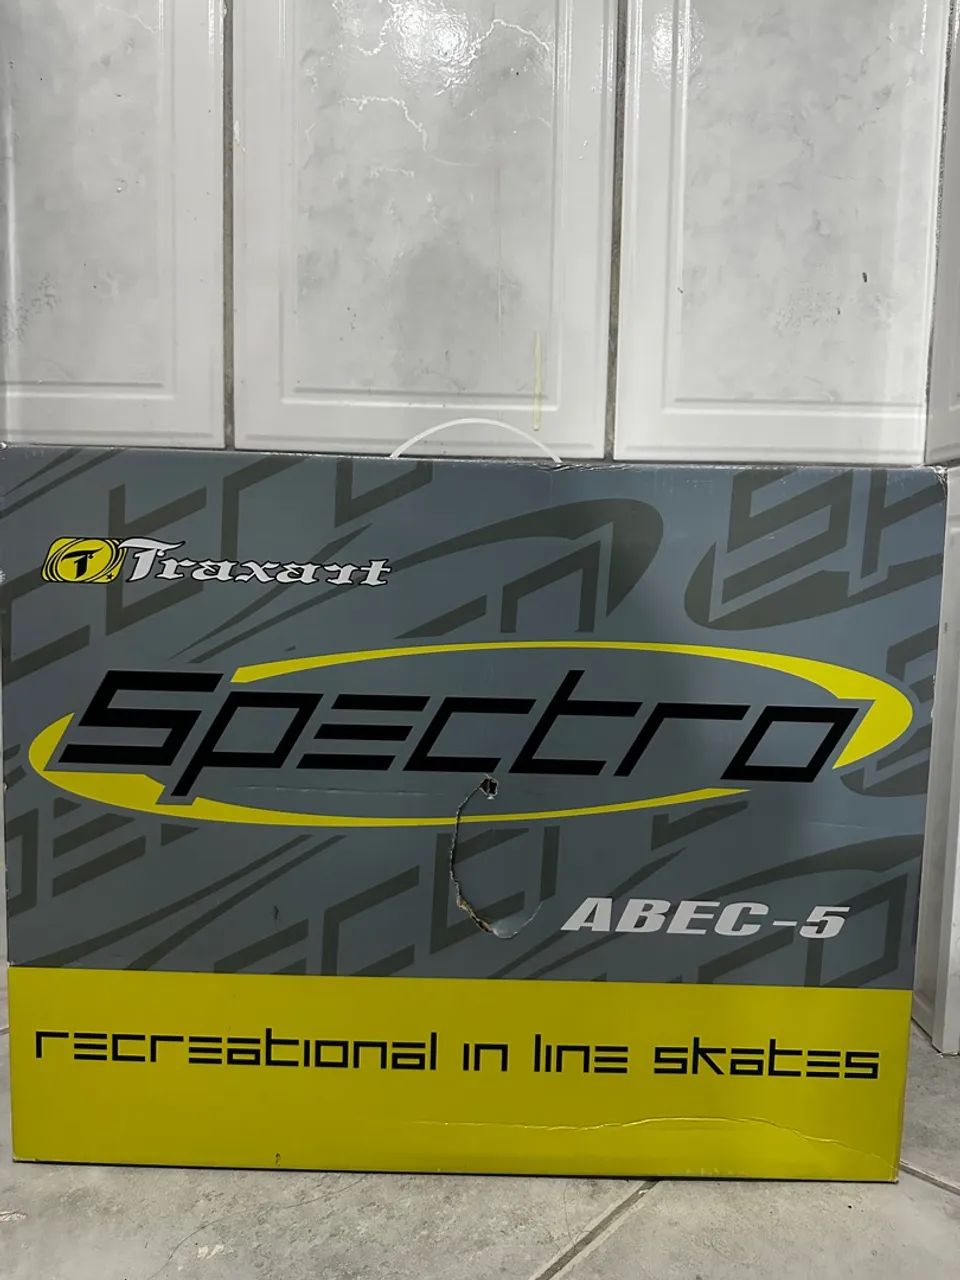 T Traxart
Spectro
ABEC-5
recreational in line skates